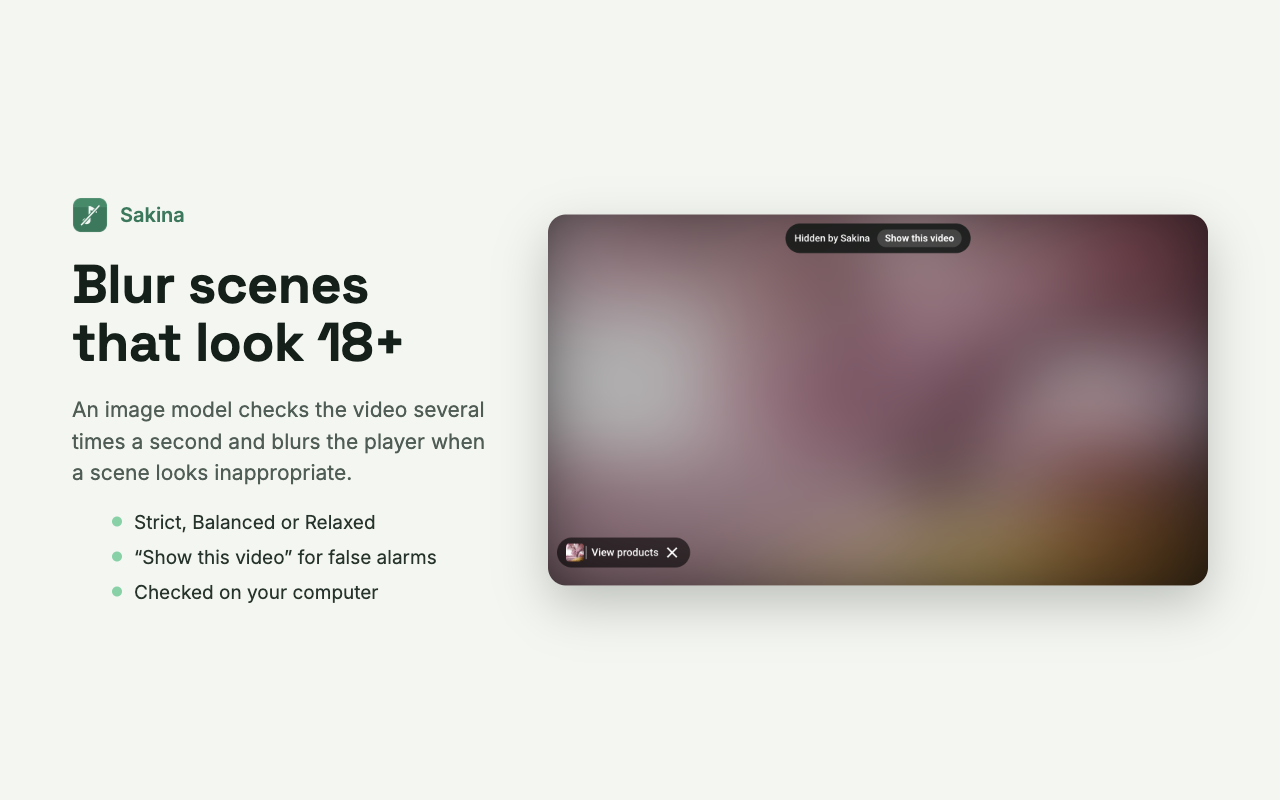 Sakina
Blur scenes
that look 18+
An image model checks the video several
times a second and blurs the player when
a scene looks inappropriate.
Strict, Balanced or Relaxed
“Show this video” for false alarms
Checked on your computer
Hidden by Sakina Show this video
View products